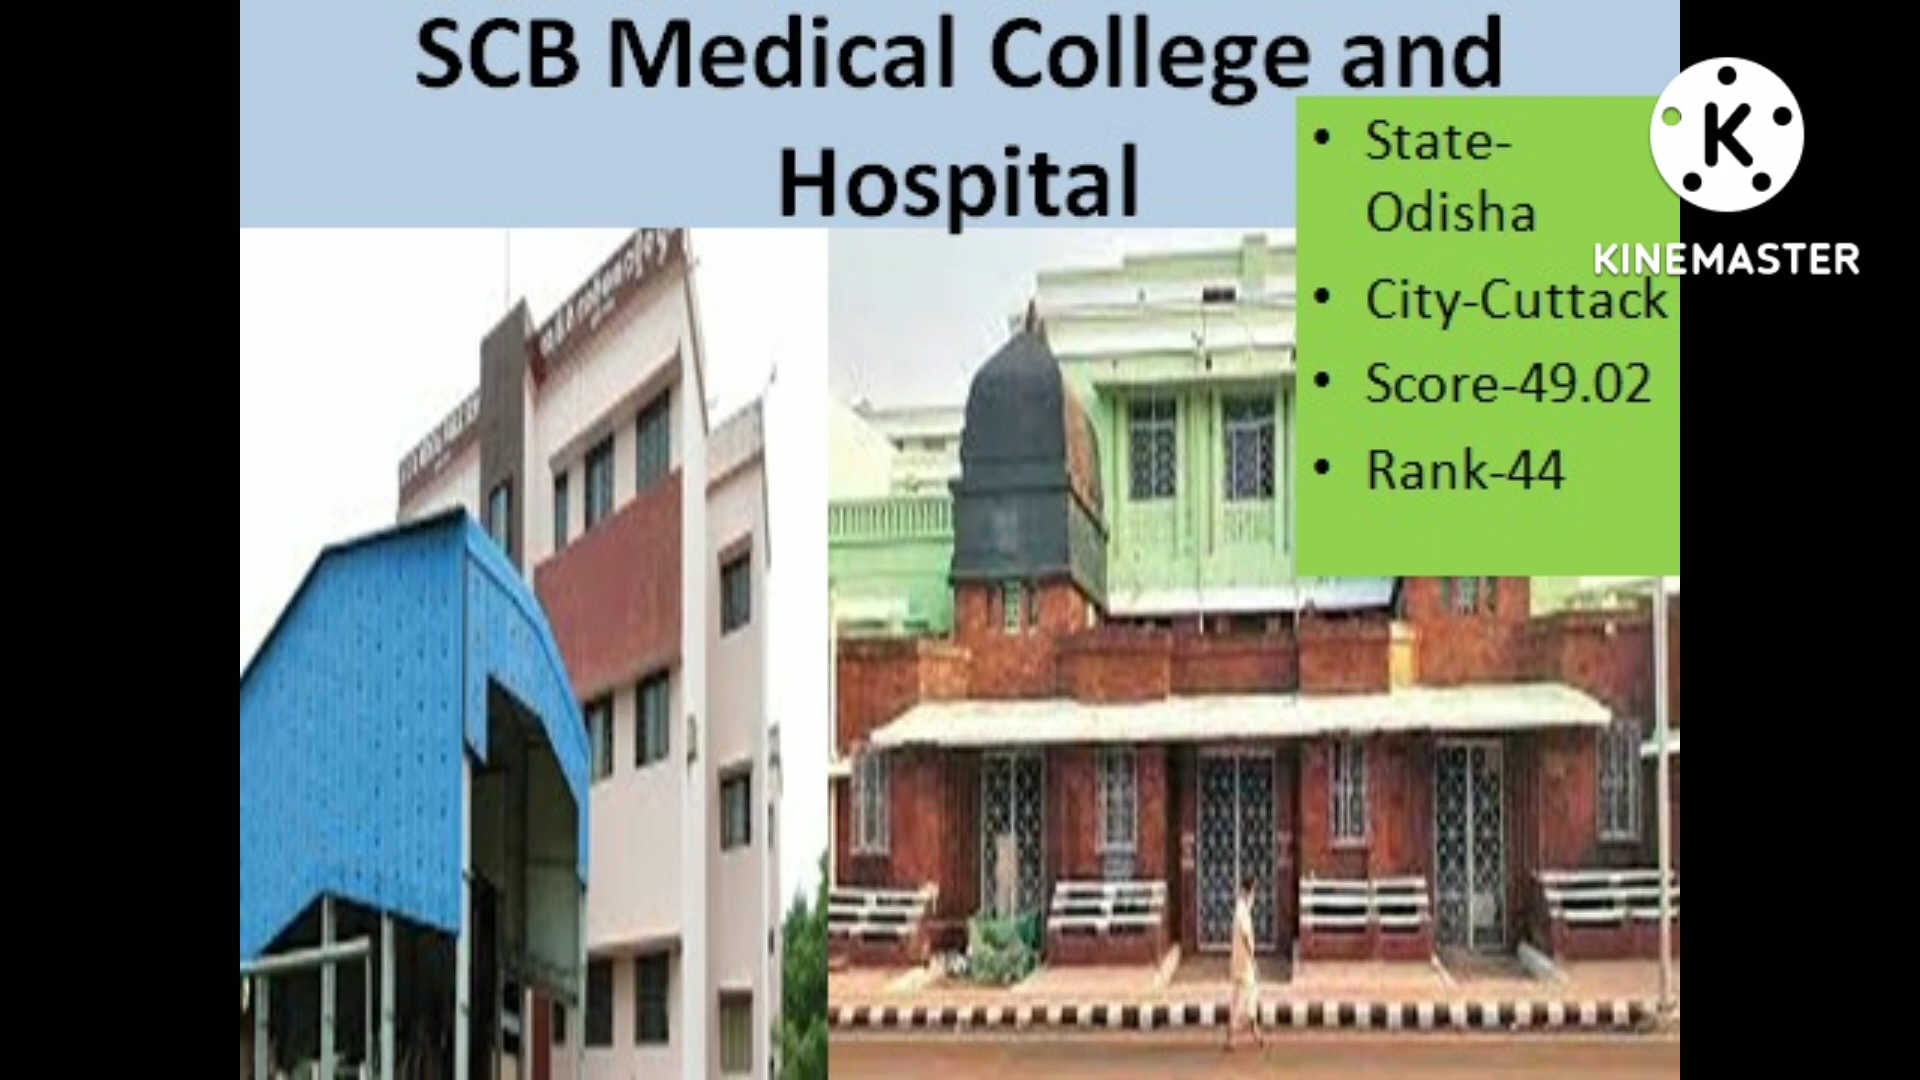 SCB Medical College and
Hospital
• State-
Odisha
• City-Cuttack
• Score-49.02
• Rank-44
K
KINEMASTER